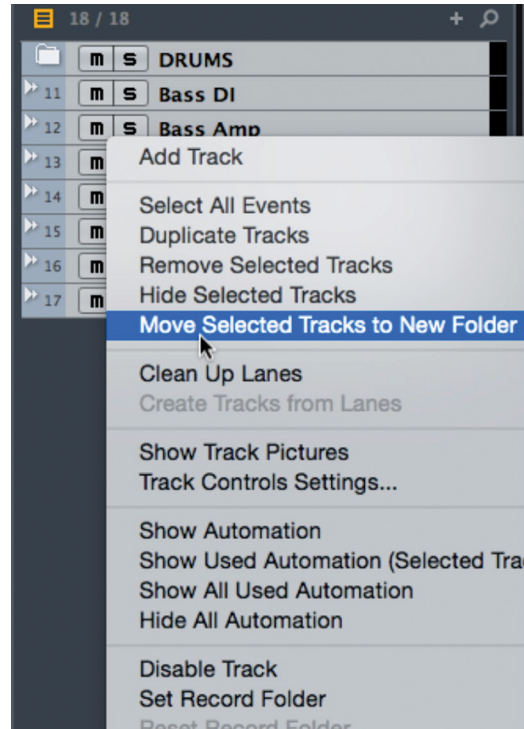 18 / 18 +
m S DRUMS
11 m S Bass DI
12 m S Bass Amp
13 m
14 m
15 m
16 m
17 m
Add Track
Select All Events
Duplicate Tracks
Remove Selected Tracks
Hide Selected Tracks
Move Selected Tracks to New Folder
Clean Up Lanes
Create Tracks from Lanes
Show Track Pictures
Track Controls Settings...
Show Automation
Show Used Automation (Selected Tra
Show All Used Automation
Hide All Automation
Disable Track
Set Record Folder
Reset Record Folder